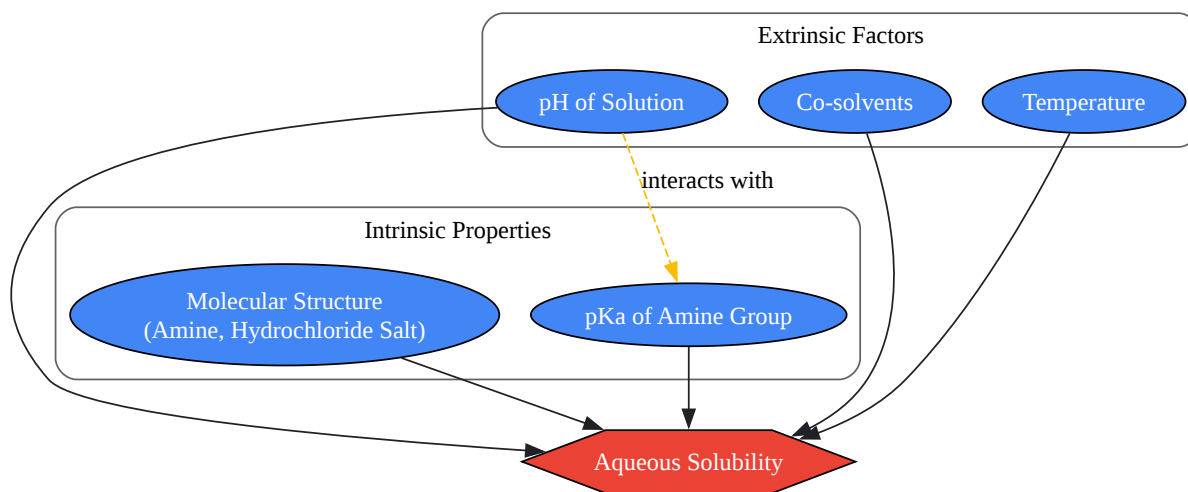 Extrinsic Factors
pH of Solution
Co-solvents
Temperature
interacts with
Intrinsic Properties
Molecular Structure
(Amine, Hydrochloride Salt)
pKa of Amine Group
Aqueous Solubility